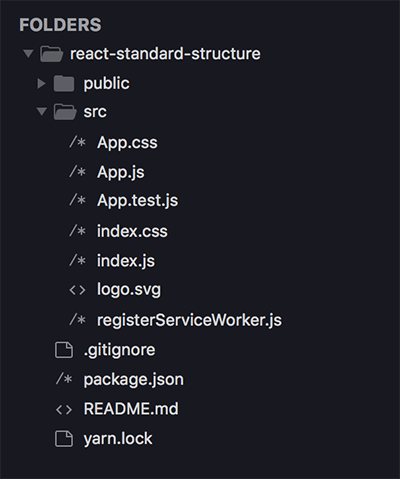 FOLDERS
react-standard-structure
public
src
/* App.css
/* App.js
/* App.test.js
/* index.css
/* index.js
<> logo.svg
/* registerServiceWorker.js
.gitignore
/* package.json
<> README.md
yarn.lock